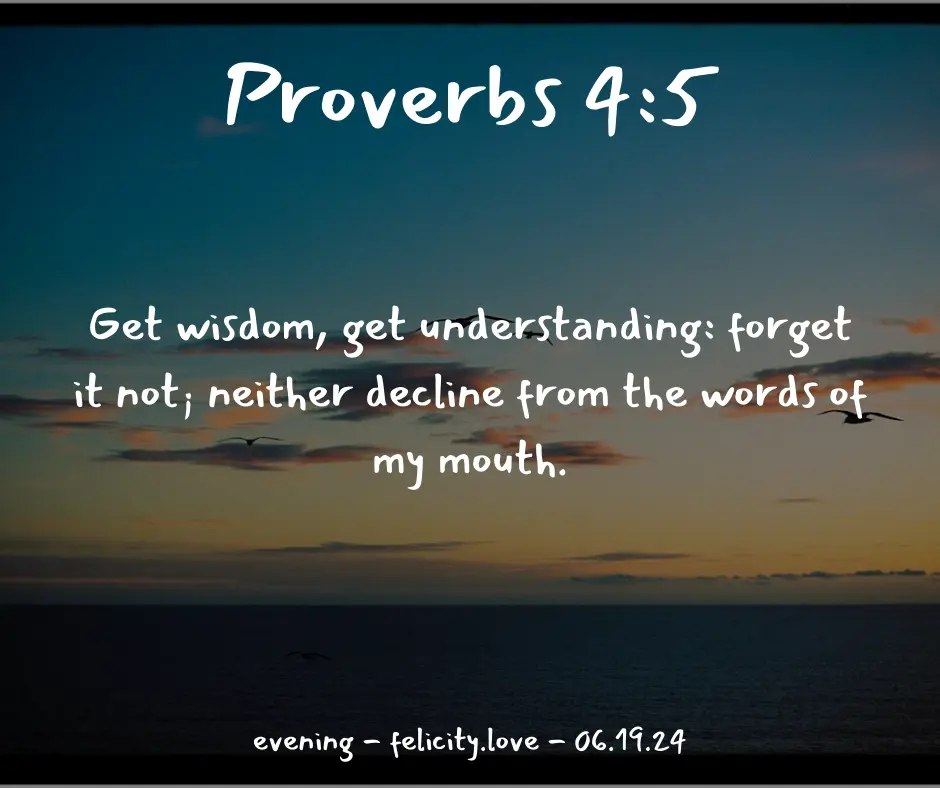 Proverbs 4:5
Get wisdom, get understanding: forget
it not; neither decline from the words of
my mouth.
evening – felicity.love – 06.19.24